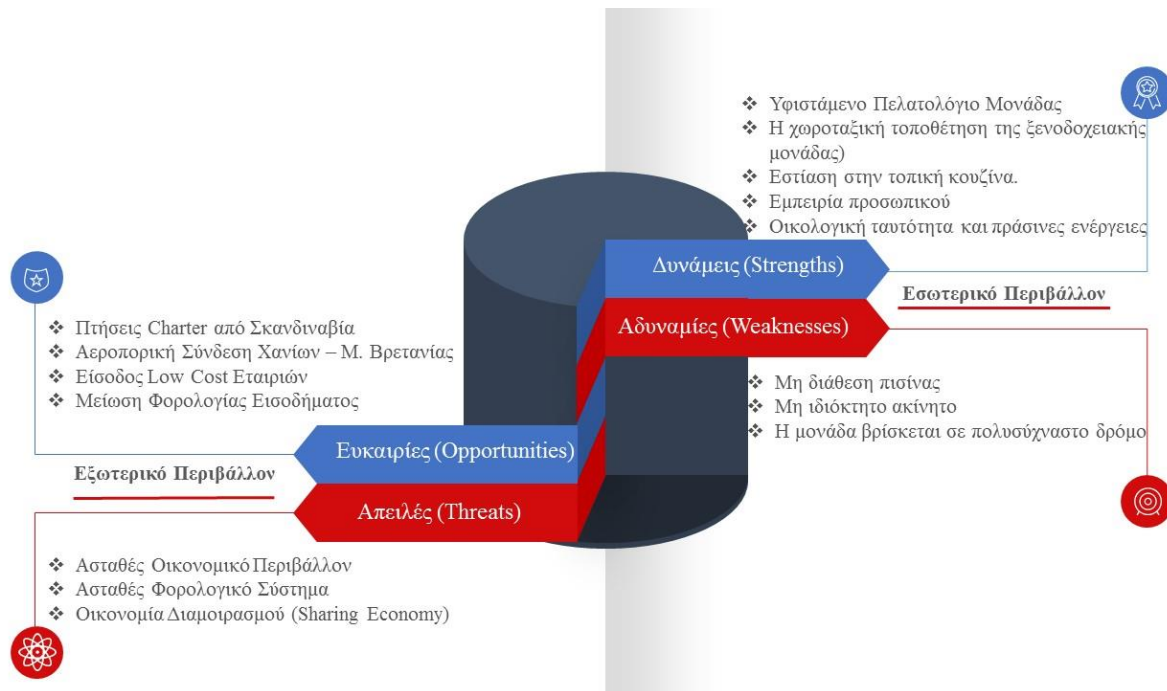 ❖ Υφιστάμενο Πελατολόγιο Μονάδας
❖ Η χωροταξική τοποθέτηση της ξενοδοχειακής
μονάδας)
❖ Εστίαση στην τοπική κουζίνα.
❖ Εμπειρία προσωπικού
❖ Οικολογική ταυτότητα και πράσινες ενέργειες
Δυνάμεις (Strengths)
Εσωτερικό Περιβάλλον
Αδυναμίες (Weaknesses)
❖ Μη διάθεση πισίνας
❖ Μη ιδιόκτητο ακίνητο
❖ Η μονάδα βρίσκεται σε πολυσύχναστο δρόμο
❖ Πτήσεις Charter από Σκανδιναβία
❖ Αεροπορική Σύνδεση Χανίων – Μ. Βρετανίας
❖ Είσοδος Low Cost Εταιριών
❖ Μείωση Φορολογίας Εισοδήματος
Ευκαιρίες (Opportunities)
Εξωτερικό Περιβάλλον
Απειλές (Threats)
❖ Ασταθές Οικονομικό Περιβάλλον
❖ Ασταθές Φορολογικό Σύστημα
❖ Οικονομία Διαμοιρασμού (Sharing Economy)